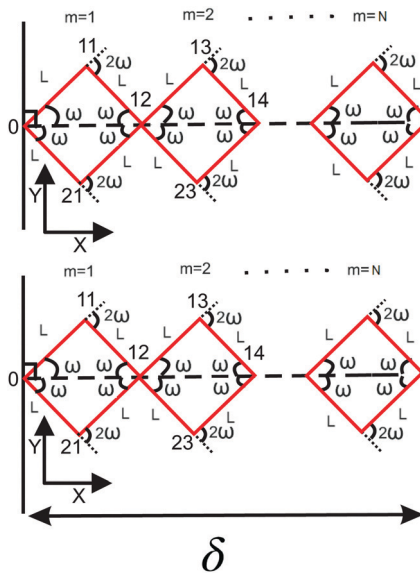 m=1 m=2 . . . . . m=N
11 2ω 13 2ω 2ω
L L L L L L
12 14
0 ω ω ω ω ω ω
ω ω ω ω ω ω
L L L L L L
21 2ω 23 2ω 2ω
Y
X
m=1 m=2 . . . . . m=N
11 2ω 13 2ω 2ω
L L L L L L
12 14
0 ω ω ω ω ω ω
ω ω ω ω ω ω
L L L L L L
21 2ω 23 2ω 2ω
Y
X
δ